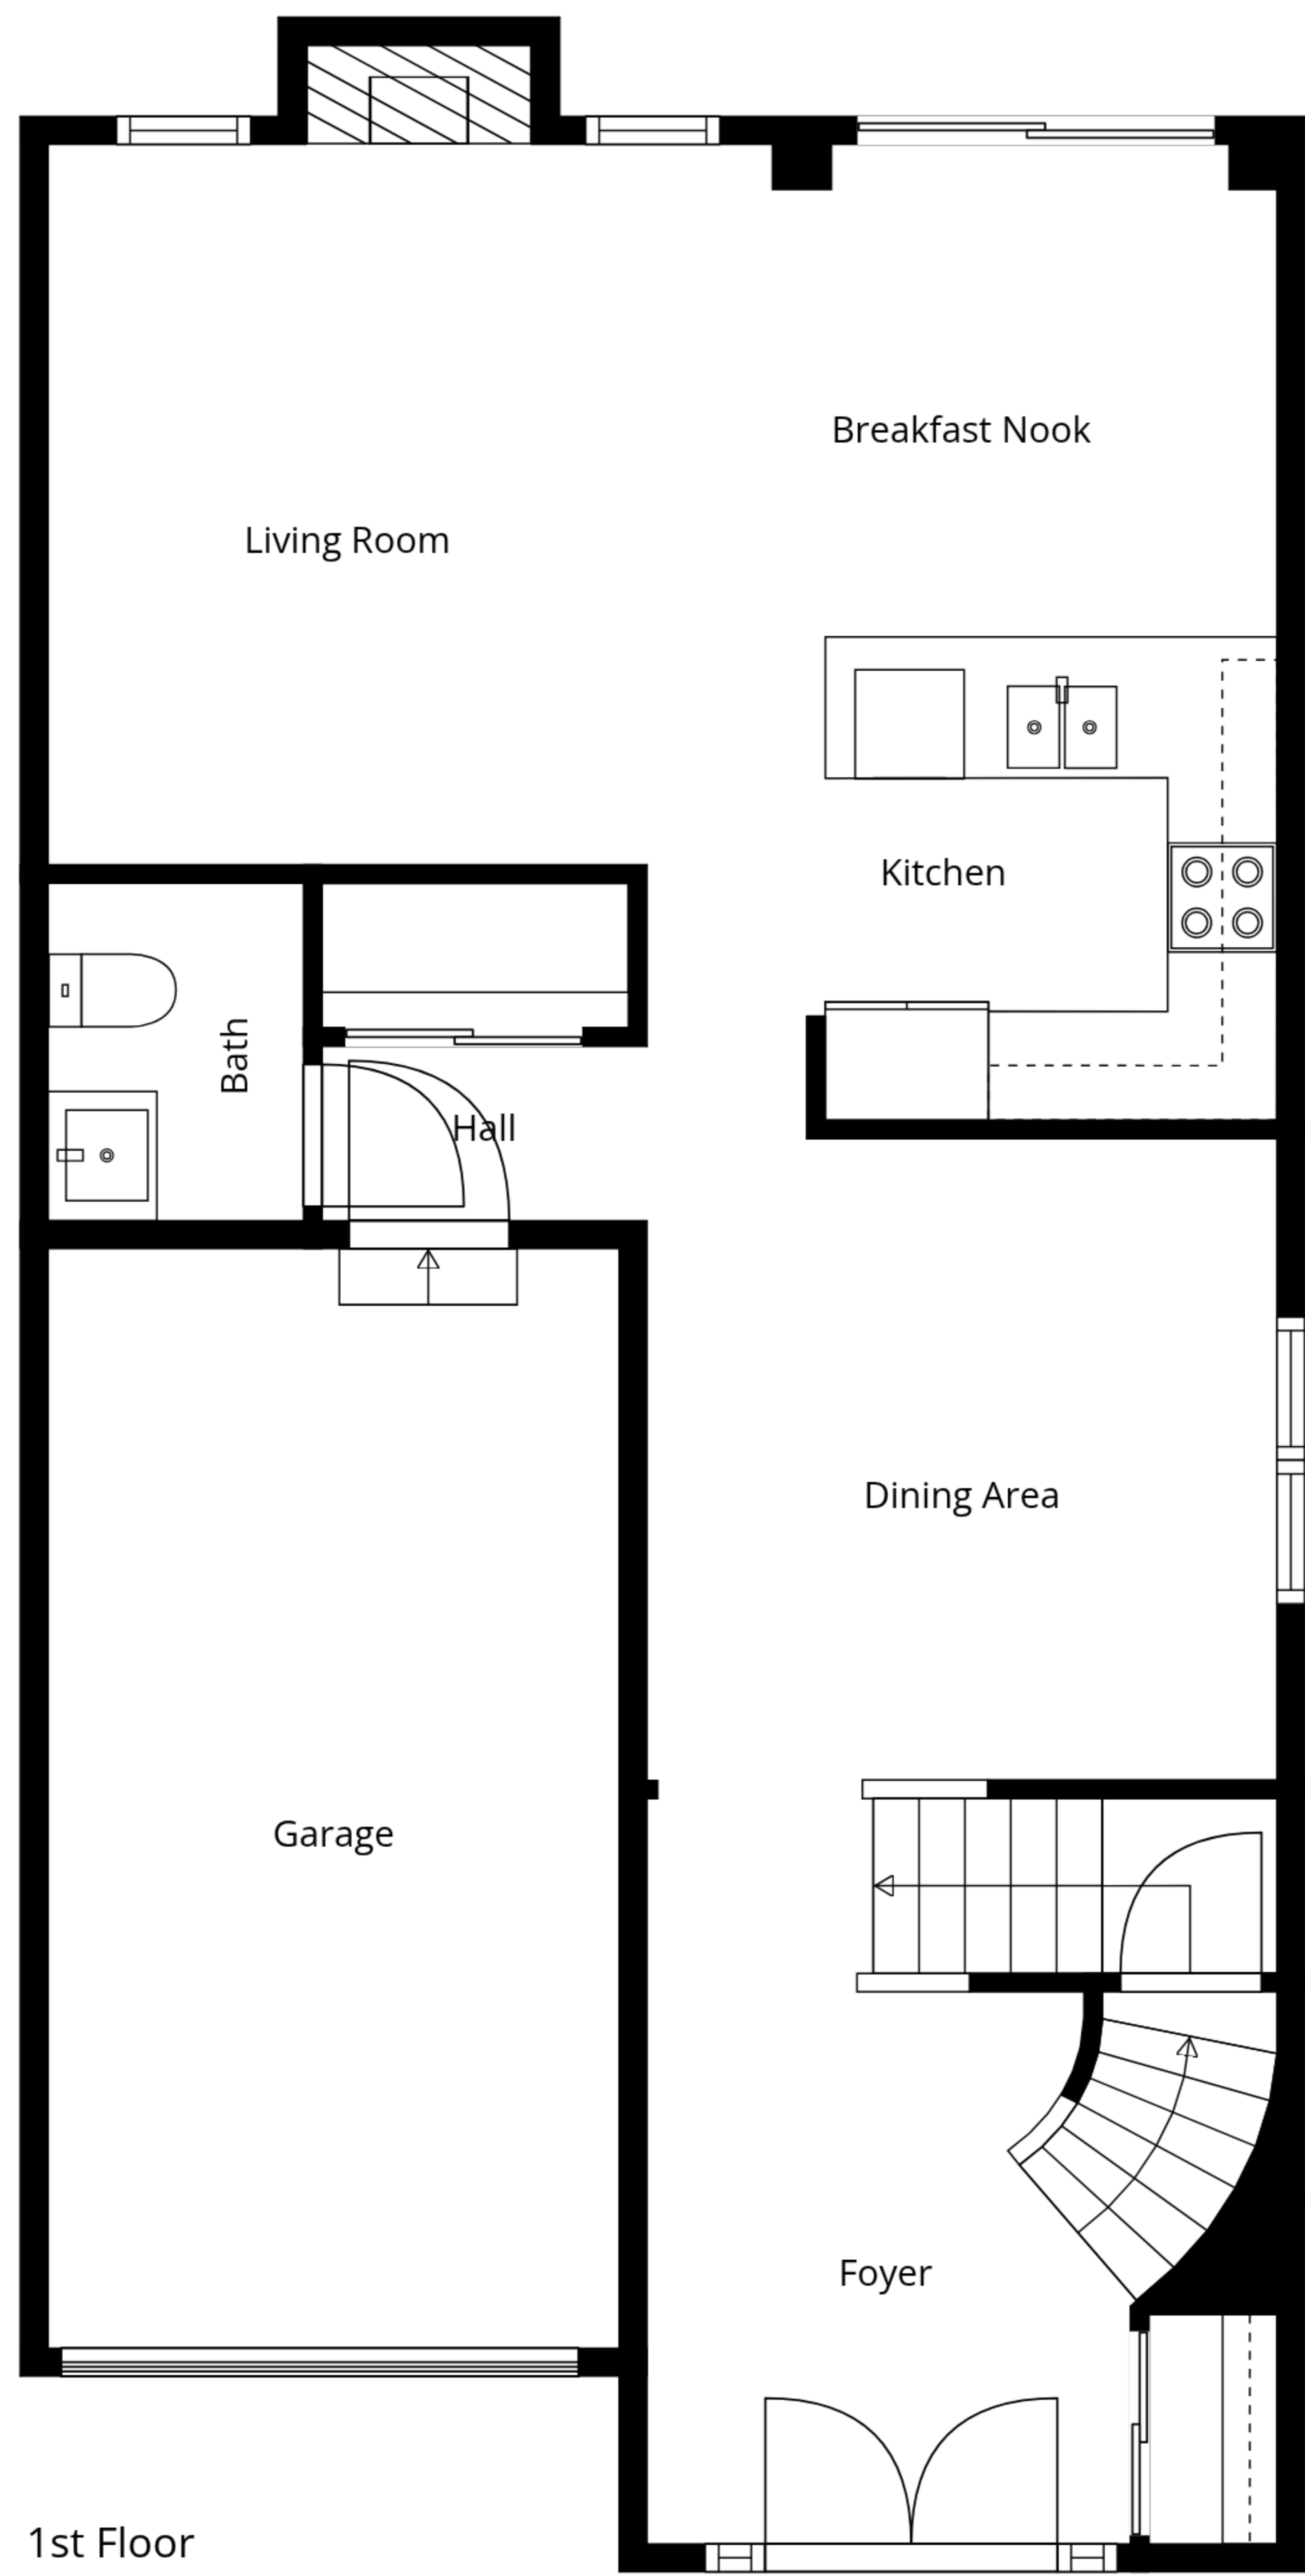 Breakfast Nook
Living Room
Kitchen
Bath
Hall
Dining Area
Garage
Foyer
1st Floor